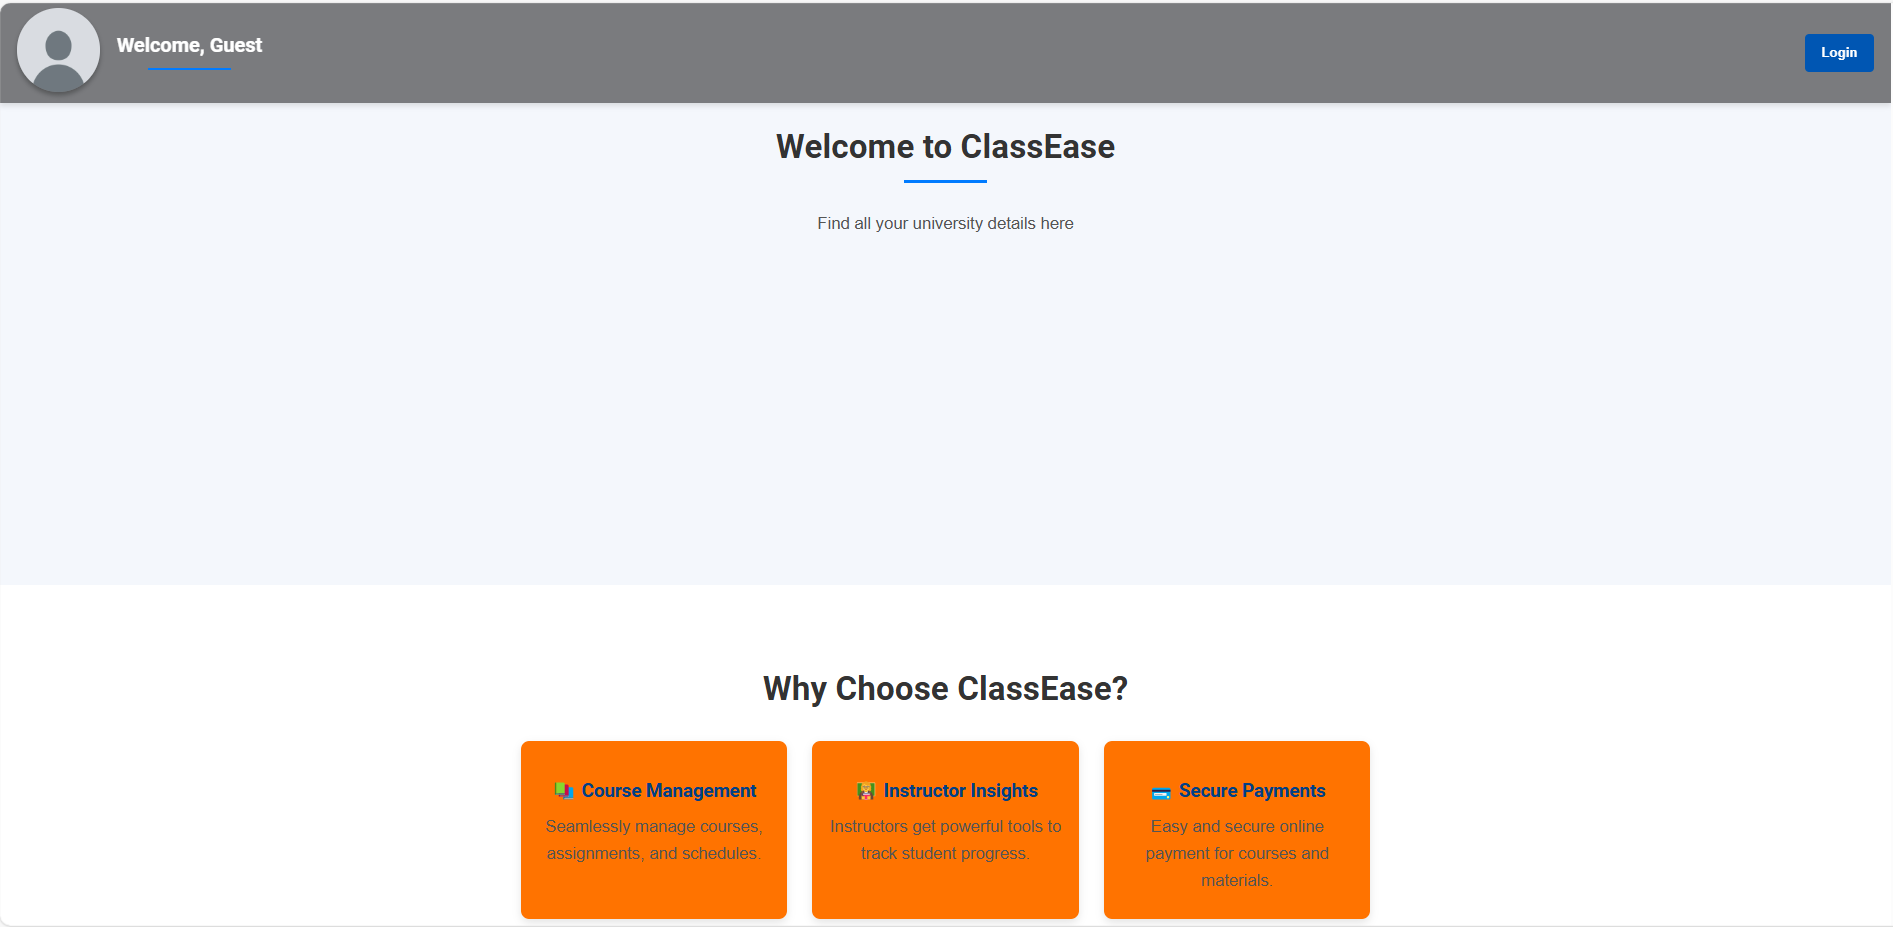 Welcome, Guest
Login
Welcome to ClassEase
Find all your university details here
Why Choose ClassEase?
Course Management
Seamlessly manage courses,
assignments, and schedules.
Instructor Insights
Instructors get powerful tools to
track student progress.
Secure Payments
Easy and secure online
payment for courses and
materials.